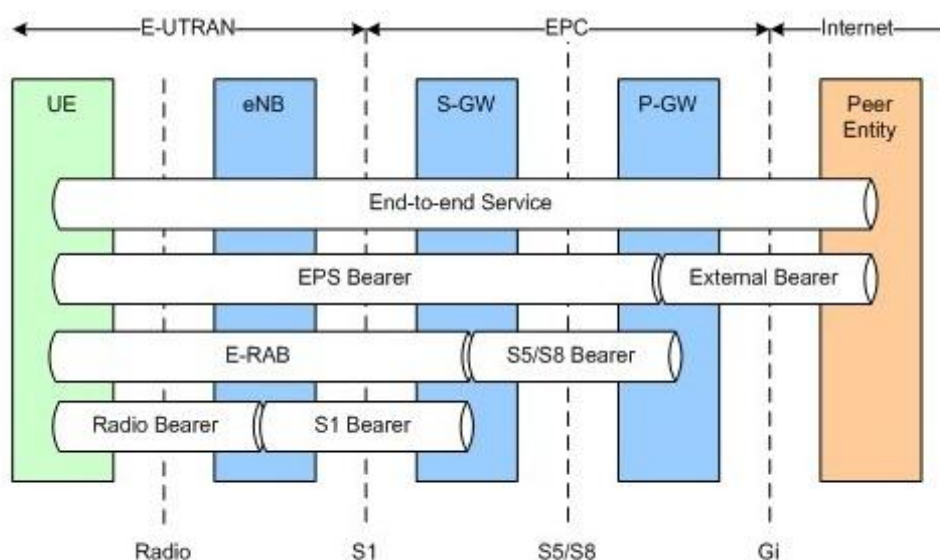 E-UTRAN EPC Internet
UE eNB S-GW P-GW Peer
Entity
End-to-end Service
EPS Bearer External Bearer
E-RAB S5/S8 Bearer
Radio Bearer S1 Bearer
Radio S1 S5/S8 Gi